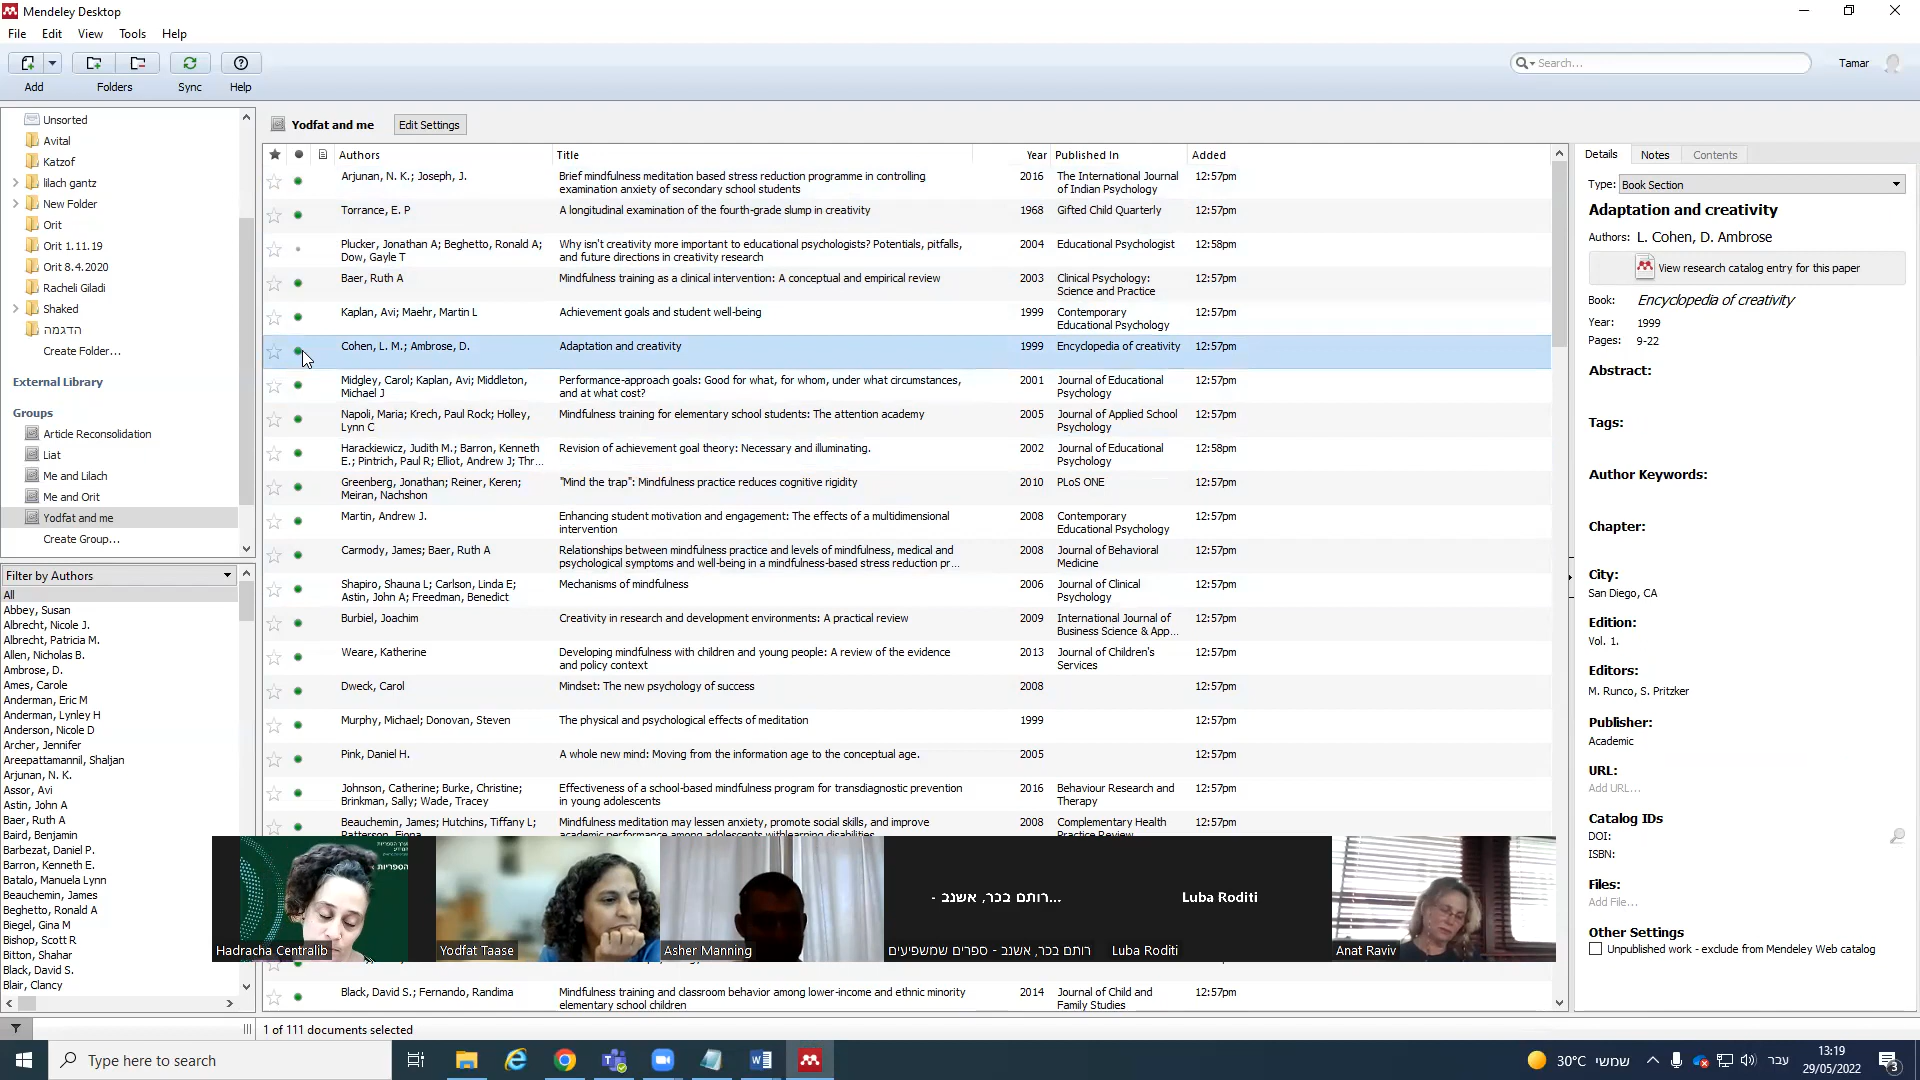 Mendeley Desktop
File Edit View Tools Help
Add Folders Sync Help
Search...
Tamar
Unsorted
Avital
Katzof
lilach gantz
New Folder
Orit
Orit 1.11.19
Orit 8.4.2020
Racheli Giladi
Shaked
הדגמה
Create Folder...
External Library
Groups
Article Reconsolidation
Liat
Me and Lilach
Me and Orit
Yodfat and me
Create Group...
Filter by Authors
All
Abbey, Susan
Albrecht, Nicole J.
Albrecht, Patricia M.
Allen, Nicholas B.
Ambrose, D.
Ames, Carole
Anderman, Eric M
Anderman, Lynley H
Anderson, Nicole D
Archer, Jennifer
Areepattamannil, Shaljan
Arjunan, N. K.
Assor, Avi
Astin, John A
Baer, Ruth A
Baird, Benjamin
Barbezat, Daniel P.
Barron, Kenneth E.
Batalo, Manuela Lynn
Beauchemin, James
Beghetto, Ronald A
Biegel, Gina M
Bishop, Scott R
Bitton, Shahar
Black, David S.
Blair, Clancy
Yodfat and me Edit Settings
Authors Title Year Published In Added
Arjunan, N. K.; Joseph, J. Brief mindfulness meditation based stress reduction programme in controlling 2016 The International Journal 12:57pm
examination anxiety of secondary school students of Indian Psychology
Torrance, E. P A longitudinal examination of the fourth-grade slump in creativity 1968 Gifted Child Quarterly 12:57pm
Plucker, Jonathan A; Beghetto, Ronald A; Why isn't creativity more important to educational psychologists? Potentials, pitfalls, 2004 Educational Psychologist 12:58pm
Dow, Gayle T and future directions in creativity research
Baer, Ruth A Mindfulness training as a clinical intervention: A conceptual and empirical review 2003 Clinical Psychology: 12:57pm
Science and Practice
Kaplan, Avi; Maehr, Martin L Achievement goals and student well-being 1999 Contemporary 12:57pm
Educational Psychology
Cohen, L. M.; Ambrose, D. Adaptation and creativity 1999 Encyclopedia of creativity 12:57pm
Midgley, Carol; Kaplan, Avi; Middleton, Performance-approach goals: Good for what, for whom, under what circumstances, 2001 Journal of Educational 12:57pm
Michael J and at what cost? Psychology
Napoli, Maria; Krech, Paul Rock; Holley, Mindfulness training for elementary school students: The attention academy 2005 Journal of Applied School 12:57pm
Lynn C Psychology
Harackiewicz, Judith M.; Barron, Kenneth Revision of achievement goal theory: Necessary and illuminating. 2002 Journal of Educational 12:58pm
E.; Pintrich, Paul R; Elliot, Andrew J; Thr... Psychology
Greenberg, Jonathan; Reiner, Keren; "Mind the trap": Mindfulness practice reduces cognitive rigidity 2010 PLoS ONE 12:57pm
Meiran, Nachshon
Martin, Andrew J. Enhancing student motivation and engagement: The effects of a multidimensional 2008 Contemporary 12:57pm
intervention Educational Psychology
Carmody, James; Baer, Ruth A Relationships between mindfulness practice and levels of mindfulness, medical and 2008 Journal of Behavioral 12:57pm
psychological symptoms and well-being in a mindfulness-based stress reduction pr... Medicine
Shapiro, Shauna L; Carlson, Linda E; Mechanisms of mindfulness 2006 Journal of Clinical 12:57pm
Astin, John A; Freedman, Benedict Psychology
Burbiel, Joachim Creativity in research and development environments: A practical review 2009 International Journal of 12:57pm
Business Science & App...
Weare, Katherine Developing mindfulness with children and young people: A review of the evidence 2013 Journal of Children's 12:57pm
and policy context Services
Dweck, Carol Mindset: The new psychology of success 2008 12:57pm
Murphy, Michael; Donovan, Steven The physical and psychological effects of meditation 1999 12:57pm
Pink, Daniel H. A whole new mind: Moving from the information age to the conceptual age. 2005 12:57pm
Johnson, Catherine; Burke, Christine; Effectiveness of a school-based mindfulness program for transdiagnostic prevention 2016 Behaviour Research and 12:57pm
Brinkman, Sally; Wade, Tracey in young adolescents Therapy
Beauchemin, James; Hutchins, Tiffany L; Mindfulness meditation may lessen anxiety, promote social skills, and improve 2008 Complementary Health 12:57pm
Patterson, Fiona academic performance among adolescents withlearning disabilities Practice Review
הספריות
Hadracha Centralib
Yodfat Taase
Asher Manning
רותם בכר, אשנב -...
רותם בכר, אשנב - ספרים שמשפיעים
Luba Roditi
Luba Roditi
Anat Raviv
Black, David S.; Fernando, Randima Mindfulness training and classroom behavior among lower-income and ethnic minority 2014 Journal of Child and 12:57pm
elementary school children Family Studies
1 of 111 documents selected
Details Notes Contents
Type: Book Section
Adaptation and creativity
Authors: L. Cohen, D. Ambrose
View research catalog entry for this paper
Book: Encyclopedia of creativity
Year: 1999
Pages: 9-22
Abstract:
Tags:
Author Keywords:
Chapter:
City:
San Diego, CA
Edition:
Vol. 1.
Editors:
M. Runco, S. Pritzker
Publisher:
Academic
URL:
Add URL...
Catalog IDs
DOI:
ISBN:
Files:
Add File...
Other Settings
Unpublished work - exclude from Mendeley Web catalog
Type here to search
30°C שמשי
עבר
13:19
29/05/2022
3